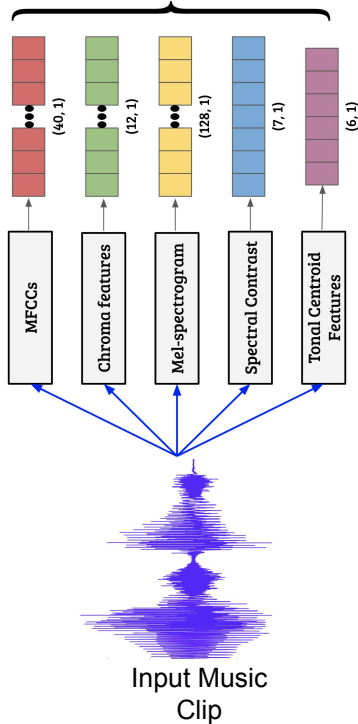 (40, 1)
(12, 1)
(128, 1)
(7, 1)
(6, 1)
MFCCs
Chroma features
Mel-spectrogram
Spectral Contrast
Tonal Centroid
Features
Input Music
Clip